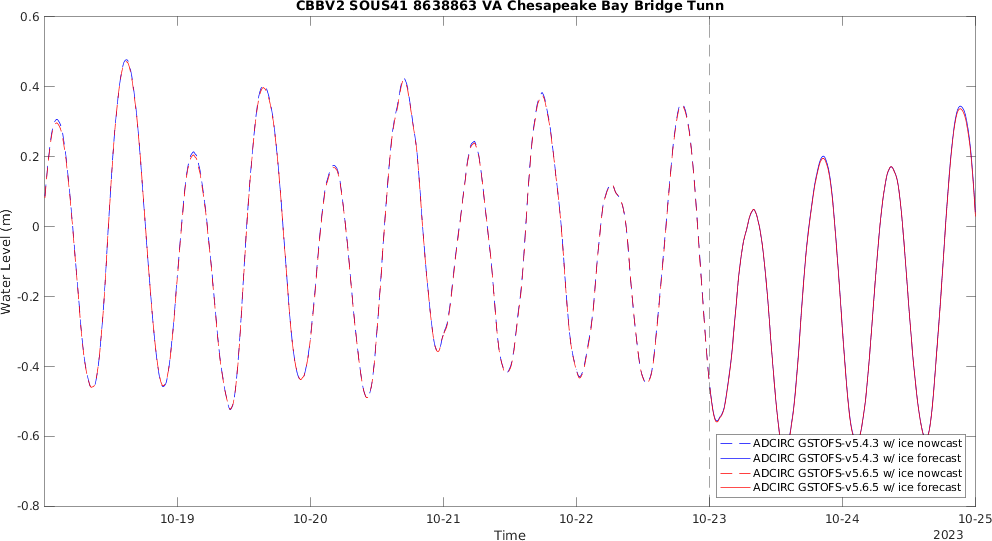 CBBV2 SOUS41 8638863 VA Chesapeake Bay Bridge Tunn
0.6
0.4
0.2
0
-0.2
-0.4
-0.6
-0.8
Water Level (m)
ADCIRC GSTOFS-v5.4.3 w/ ice nowcast
ADCIRC GSTOFS-v5.4.3 w/ ice forecast
ADCIRC GSTOFS-v5.6.5 w/ ice nowcast
ADCIRC GSTOFS-v5.6.5 w/ ice forecast
10-19 10-20 10-21 10-22 10-23 10-24 10-25
Time
2023